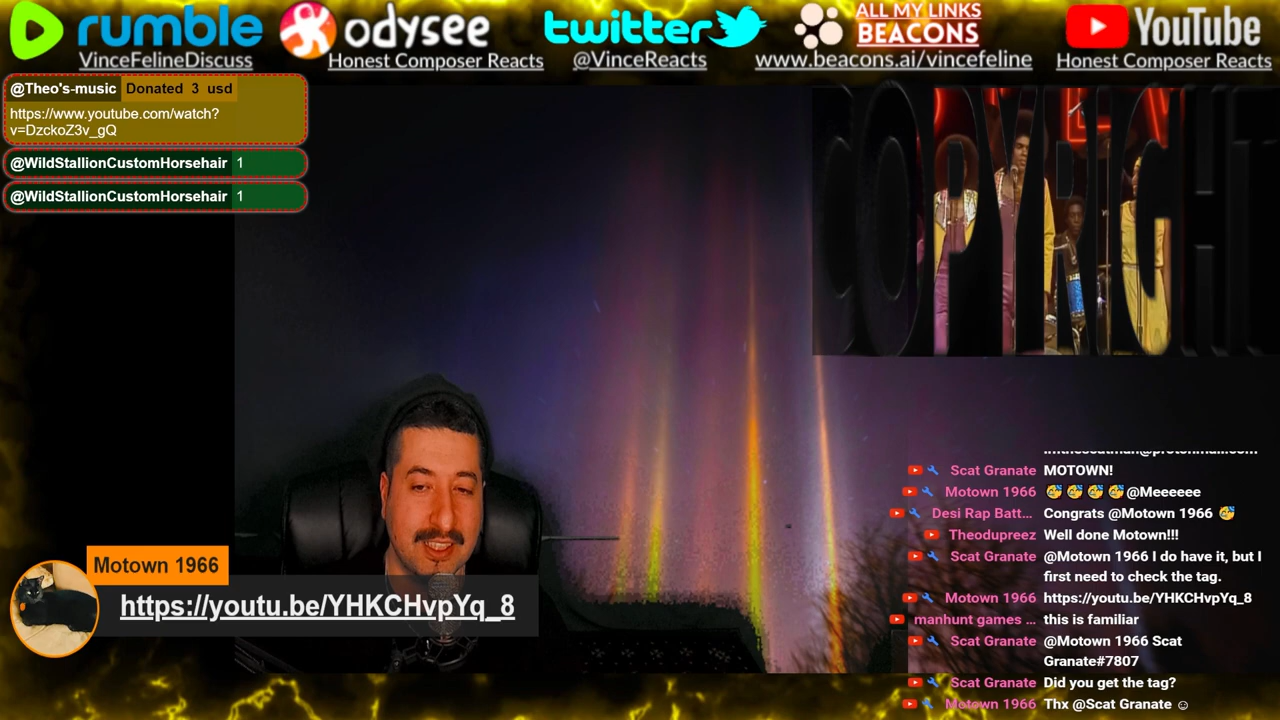 rumble
VinceFelineDiscuss
odysee
Honest Composer Reacts
twitter
@VinceReacts
ALL MY LINKS
BEACONS
www.beacons.ai/vincefeline
YouTube
Honest Composer Reacts
@Theo's-music Donated 3 usd
https://www.youtube.com/watch?
v=DzckoZ3v_gQ
@WildStallionCustomHorsehair 1
@WildStallionCustomHorsehair 1
COPYRIGHT
Motown 1966
https://youtu.be/YHKCHvpYq_8
Scat Granate MOTOWN!
Motown 1966 🥳🥳🥳🥳@Meeeeee
Desi Rap Batt... Congrats @Motown 1966 🥳
Theodupreez Well done Motown!!!
Scat Granate @Motown 1966 I do have it, but I
first need to check the tag.
Motown 1966 https://youtu.be/YHKCHvpYq_8
manhunt games ... this is familiar
Scat Granate @Motown 1966 Scat
Granate#7807
Scat Granate Did you get the tag?
Motown 1966 Thx @Scat Granate ☺